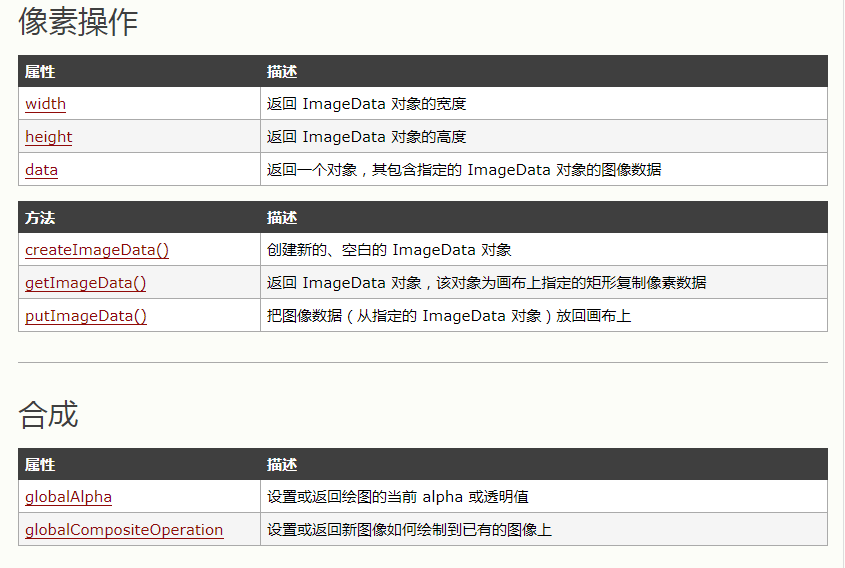 像素操作
属性 描述
width 返回 ImageData 对象的宽度
height 返回 ImageData 对象的高度
data 返回一个对象，其包含指定的 ImageData 对象的图像数据
方法 描述
createImageData() 创建新的、空白的 ImageData 对象
getImageData() 返回 ImageData 对象，该对象为画布上指定的矩形复制像素数据
putImageData() 把图像数据（从指定的 ImageData 对象）放回画布上
合成
属性 描述
globalAlpha 设置或返回绘图的当前 alpha 或透明值
globalCompositeOperation 设置或返回新图像如何绘制到已有的图像上